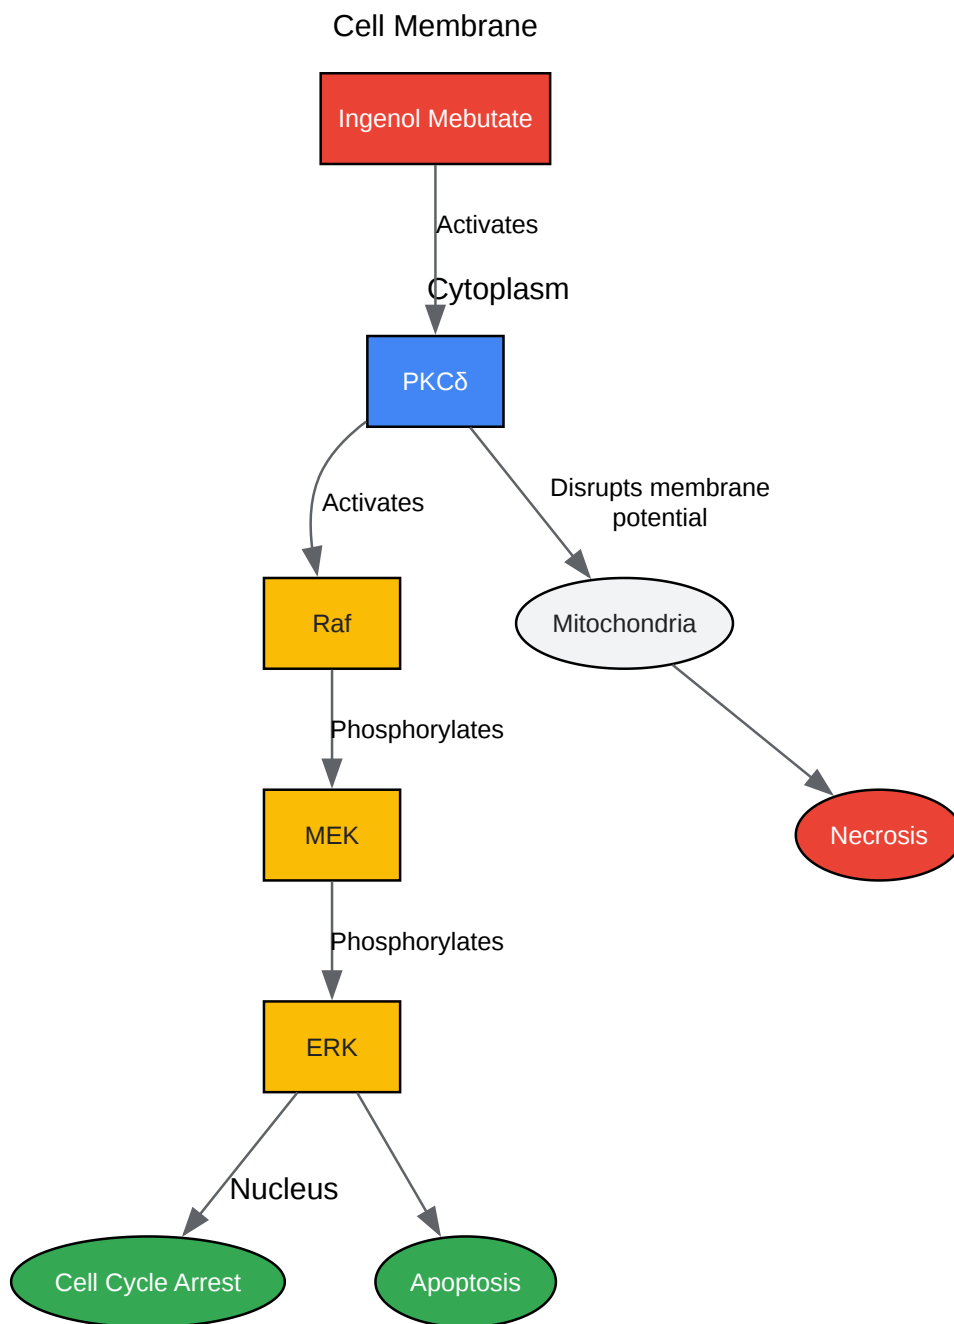 Cell Membrane
Ingenol Mebutate
Activates
Cytoplasm
PKCδ
Activates
Disrupts membrane
potential
Raf
Mitochondria
Phosphorylates
MEK
Necrosis
Phosphorylates
ERK
Nucleus
Cell Cycle Arrest
Apoptosis